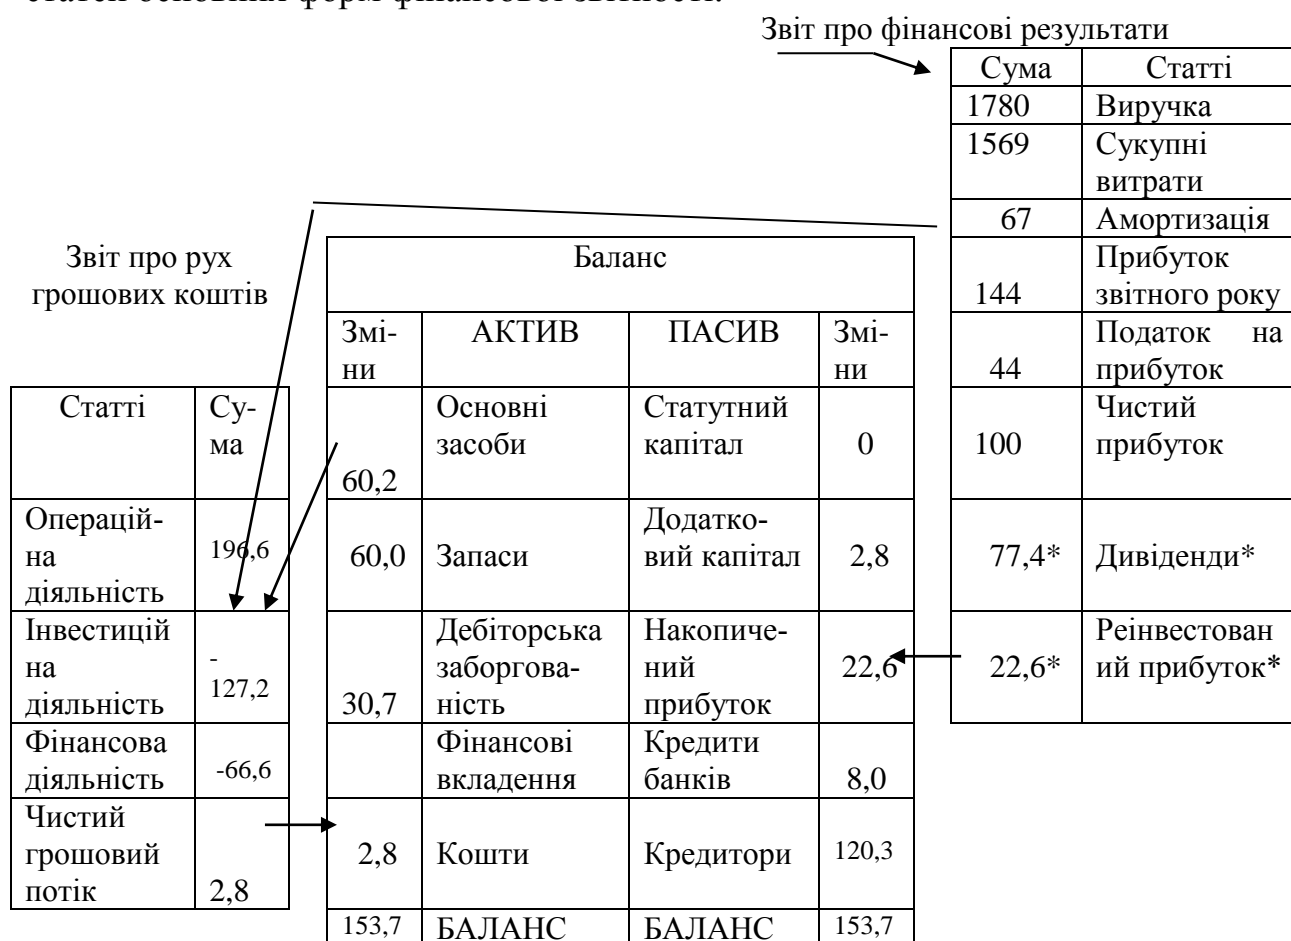 статей основних форм фінансової звітності.
Звіт про фінансові результати
Сума Статті
1780 Виручка
1569 Сукупні
витрати
67 Амортизація
Прибуток
144 звітного року
Податок на
44 прибуток
Чистий
100 прибуток
77,4* Дивіденди*
Реінвестован
22,6* ий прибуток*
Звіт про рух
грошових коштів
Статті Су-
ма
Операцій-
на 196,6
діяльність
Інвестицій
на -
діяльність 127,2
Фінансова
діяльність -66,6
Чистий
грошовий
потік 2,8
Баланс
Змі- АКТИВ ПАСИВ Змі-
ни ни
Основні Статутний
засоби капітал 0
60,2
Додатко-
60,0 Запаси вий капітал 2,8
Дебіторська Накопиче-
заборгова- ний 22,6
30,7 ність прибуток
Фінансові Кредити
вкладення банків 8,0
2,8 Кошти Кредитори 120,3
153,7 БАЛАНС БАЛАНС 153,7